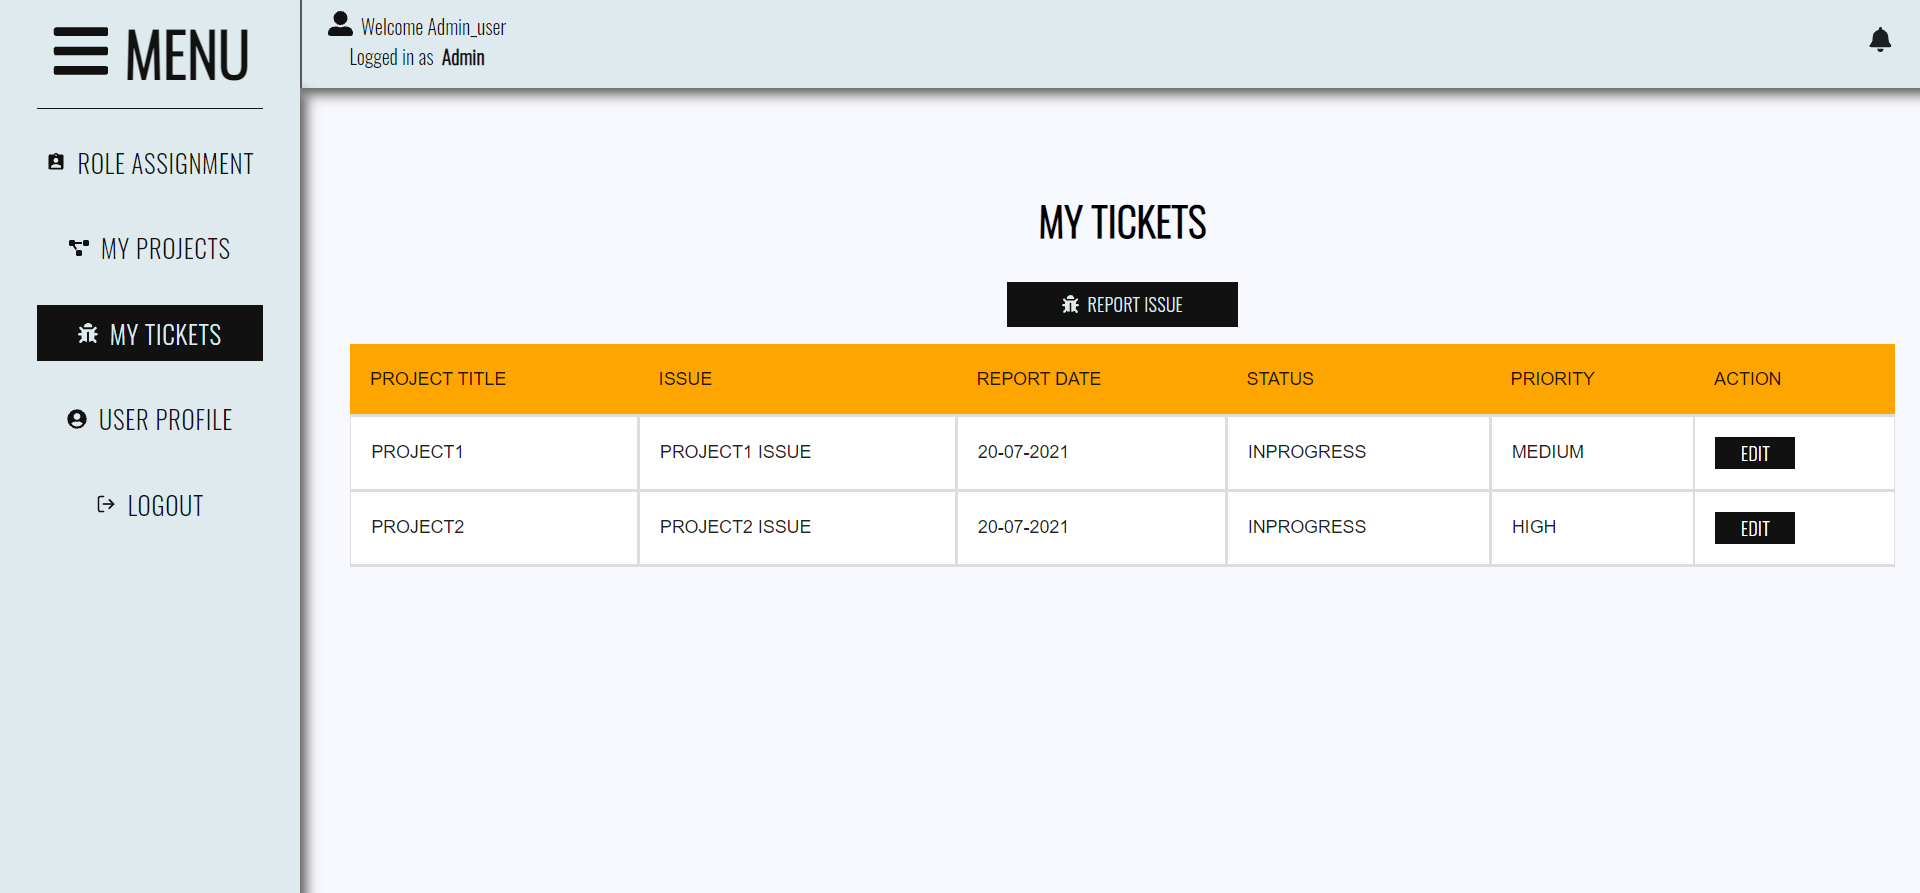 MENU
ROLE ASSIGNMENT
MY PROJECTS
MY TICKETS
USER PROFILE
LOGOUT
Welcome Admin_user
Logged in as Admin
MY TICKETS
REPORT ISSUE
PROJECT TITLE ISSUE REPORT DATE STATUS PRIORITY ACTION
PROJECT1 PROJECT1 ISSUE 20-07-2021 INPROGRESS MEDIUM EDIT
PROJECT2 PROJECT2 ISSUE 20-07-2021 INPROGRESS HIGH EDIT